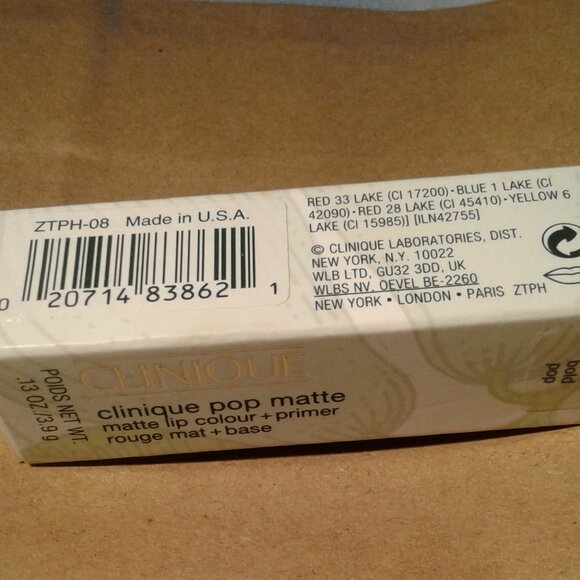 ZTPH-08 Made in U.S.A.
0 20714 83862 1
RED 33 LAKE (CI 17200)•BLUE 1 LAKE (CI
42090)•RED 28 LAKE (CI 45410)•YELLOW 6
LAKE (CI 15985)] [ILN42755]
© CLINIQUE LABORATORIES, DIST.
NEW YORK, N.Y. 10022
WLB LTD, GU32 3DD, UK
WLBS NV, OEVEL BE-2260
NEW YORK • LONDON • PARIS ZTPH
CLINIQUE
clinique pop matte
matte lip colour + primer
rouge mat + base
POIDS NET WT.
.13 OZ/3.9 g
bold
pop